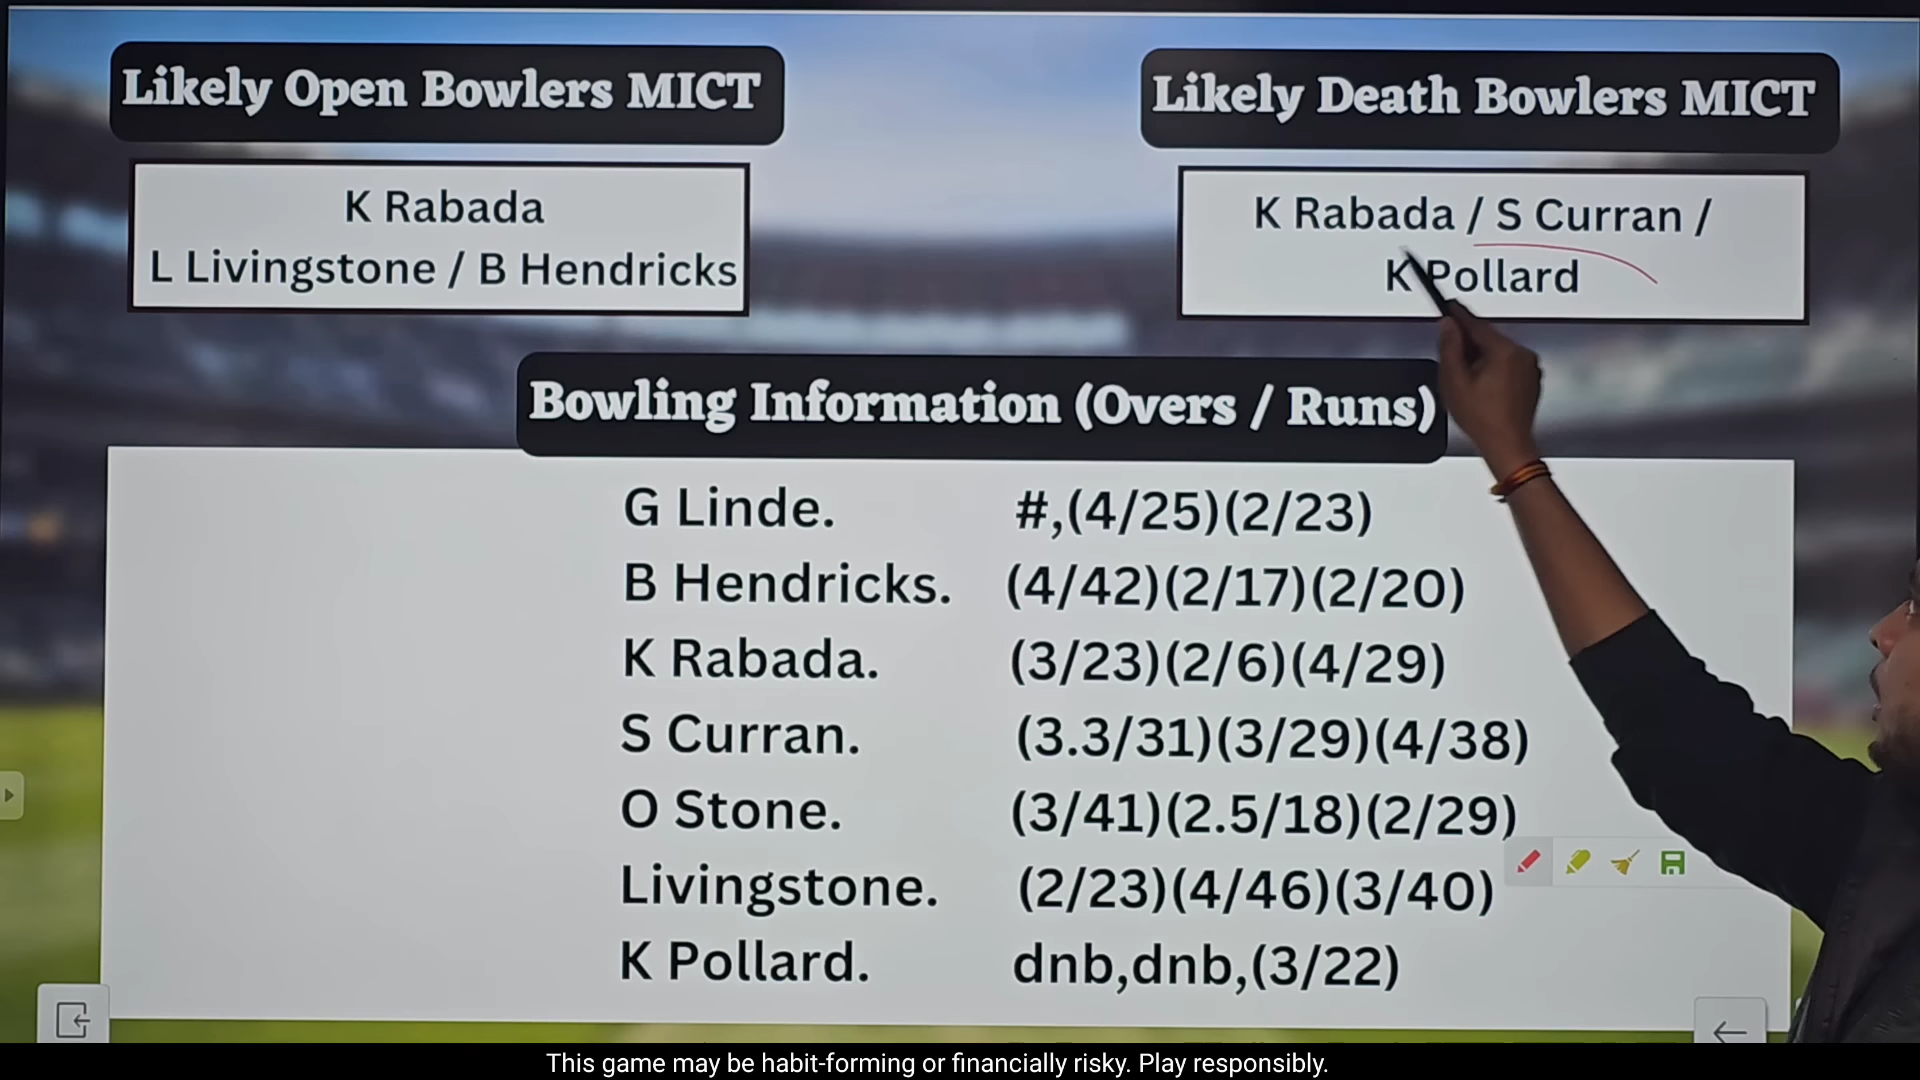 Likely Open Bowlers MICT
K Rabada
L Livingstone / B Hendricks
Likely Death Bowlers MICT
K Rabada / S Curran /
K Pollard
Bowling Information (Overs / Runs)
G Linde. #,(4/25)(2/23)
B Hendricks. (4/42)(2/17)(2/20)
K Rabada. (3/23)(2/6)(4/29)
S Curran. (3.3/31)(3/29)(4/38)
O Stone. (3/41)(2.5/18)(2/29)
Livingstone. (2/23)(4/46)(3/40)
K Pollard. dnb,dnb,(3/22)
This game may be habit-forming or financially risky. Play responsibly.